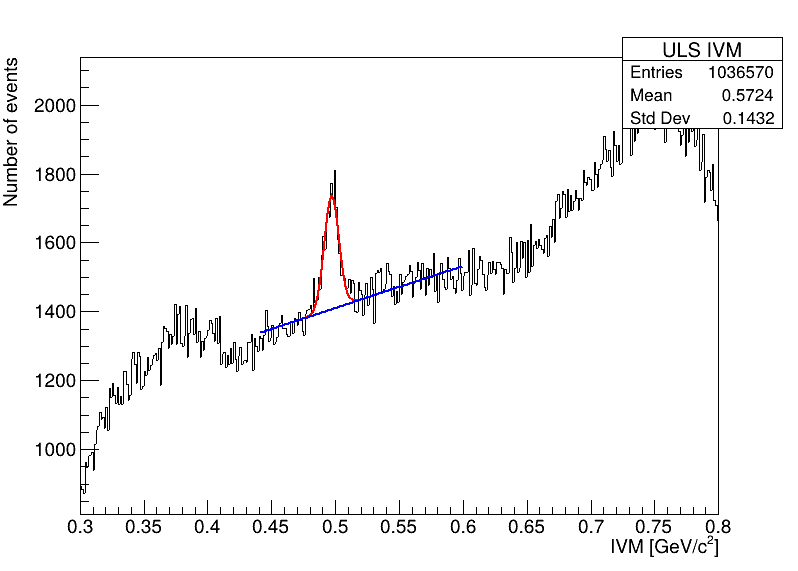 ULS IVM
Entries 1036570
Mean 0.5724
Std Dev 0.1432
Number of events
2000
1800
1600
1400
1200
1000
0.3 0.35 0.4 0.45 0.5 0.55 0.6 0.65 0.7 0.75 0.8
IVM [GeV/c²]